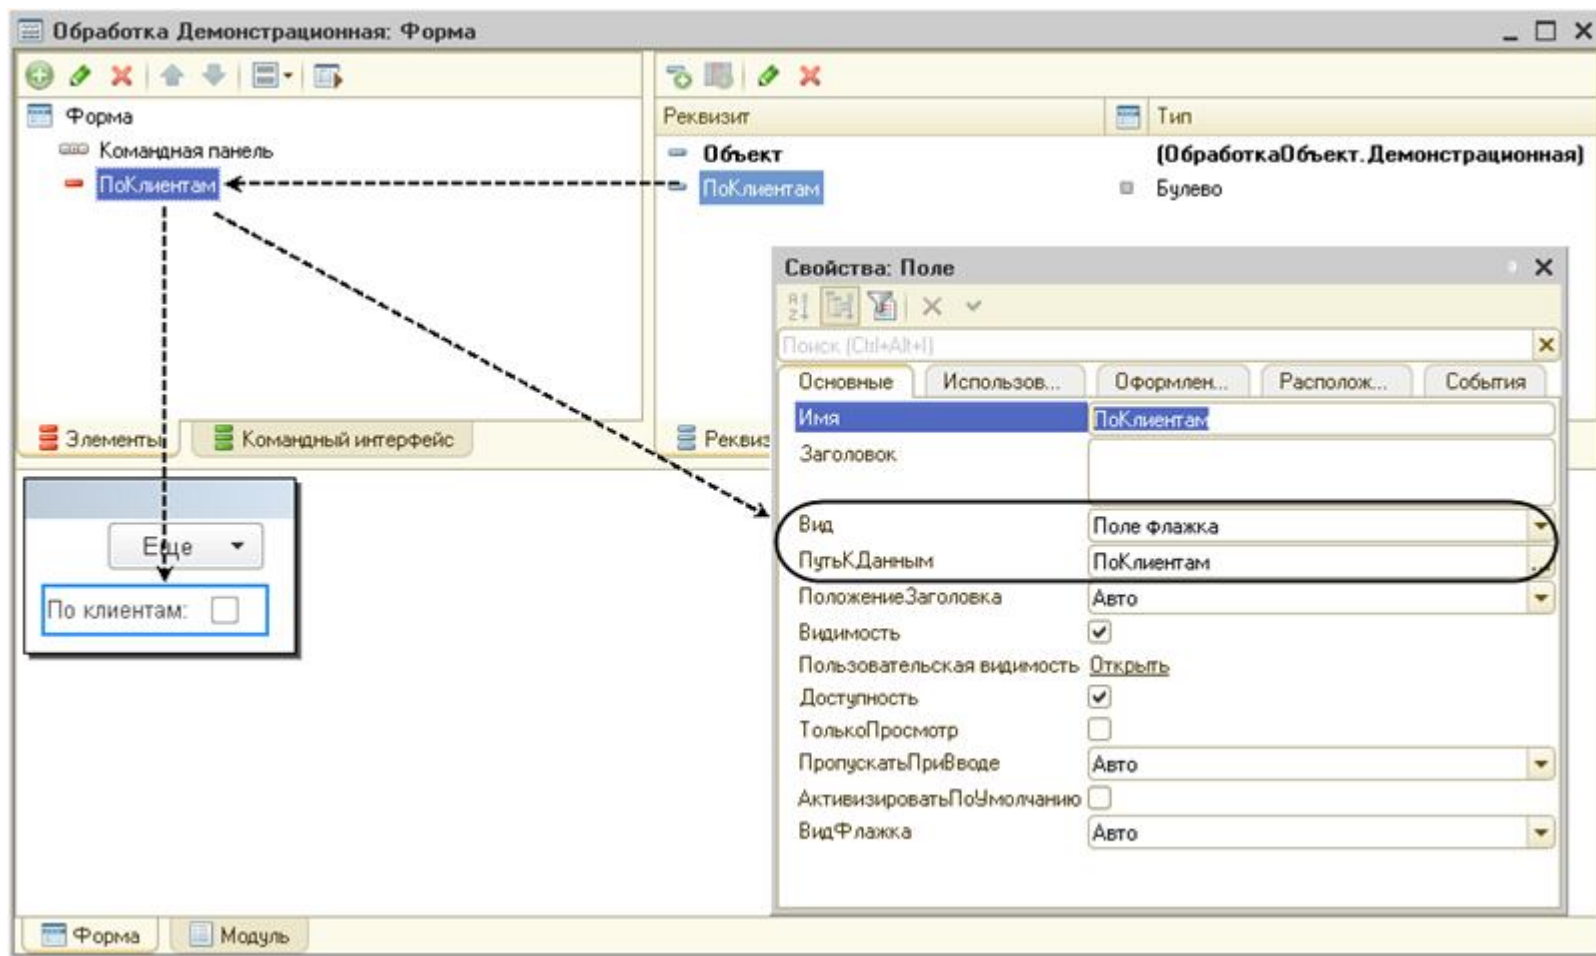 Обработка Демонстрационная: Форма
Форма
Командная панель
ПоКлиентам
Элементы
Командный интерфейс
Реквизит
Тип
Объект
(ОбработкаОбъект.Демонстрационная)
ПоКлиентам
Булево
Реквиз
Еще
По клиентам:
Свойства: Поле
Поиск (Ctrl+Alt+I)
Основные
Использов...
Оформлен...
Располож...
События
Имя
ПоКлиентам
Заголовок
Вид
Поле флажка
ПутьКДанным
ПоКлиентам
...
ПоложениеЗаголовка
Авто
Видимость
Пользовательская видимость Открыть
Доступность
ТолькоПросмотр
ПропускатьПриВводе
Авто
АктивизироватьПоУмолчанию
ВидФлажка
Авто
Форма
Модуль